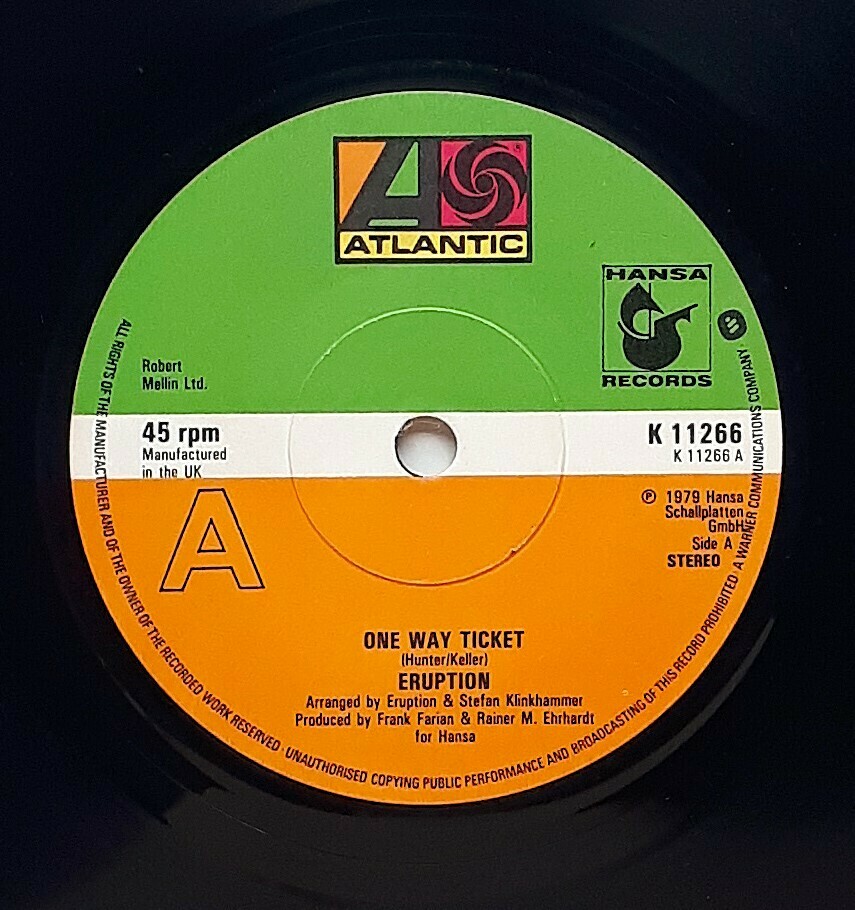 ATLANTIC
HANSA
RECORDS
Robert
Mellin Ltd.
45 rpm
Manufactured
in the UK
K 11266
K 11266 A
A
℗ 1979 Hansa
Schallplatten
GmbH
Side A
STEREO
ONE WAY TICKET
(Hunter/Keller)
ERUPTION
Arranged by Eruption & Stefan Klinkhammer
Produced by Frank Farian & Rainer M. Ehrhardt
for Hansa
ALL RIGHTS OF THE MANUFACTURER AND OF THE OWNER OF THE RECORDED WORK RESERVED · UNAUTHORISED COPYING PUBLIC PERFORMANCE AND BROADCASTING OF THIS RECORD PROHIBITED · A WARNER COMMUNICATIONS COMPANY ·